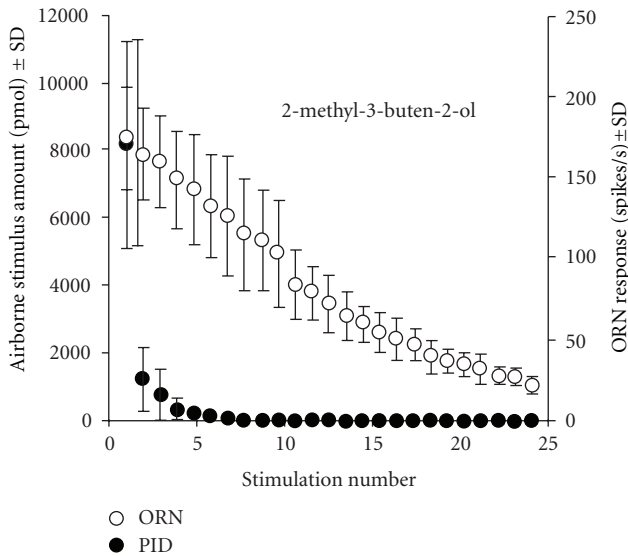 12000
10000
8000
6000
4000
2000
0
Airborne stimulus amount (pmol) ± SD
250
200
150
100
50
0
ORN response (spikes/s)±SD
2-methyl-3-buten-2-ol
0 5 10 15 20 25
Stimulation number
ORN
PID